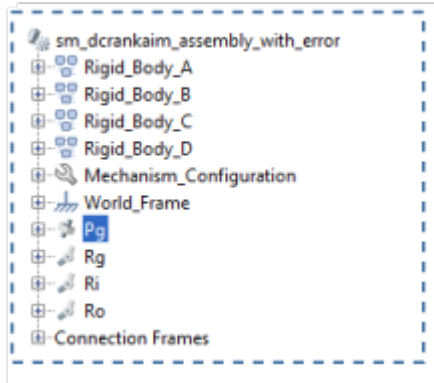 sm_dcrankaim_assembly_with_error
Rigid_Body_A
Rigid_Body_B
Rigid_Body_C
Rigid_Body_D
Mechanism_Configuration
World_Frame
Pg
Rg
Ri
Ro
Connection Frames